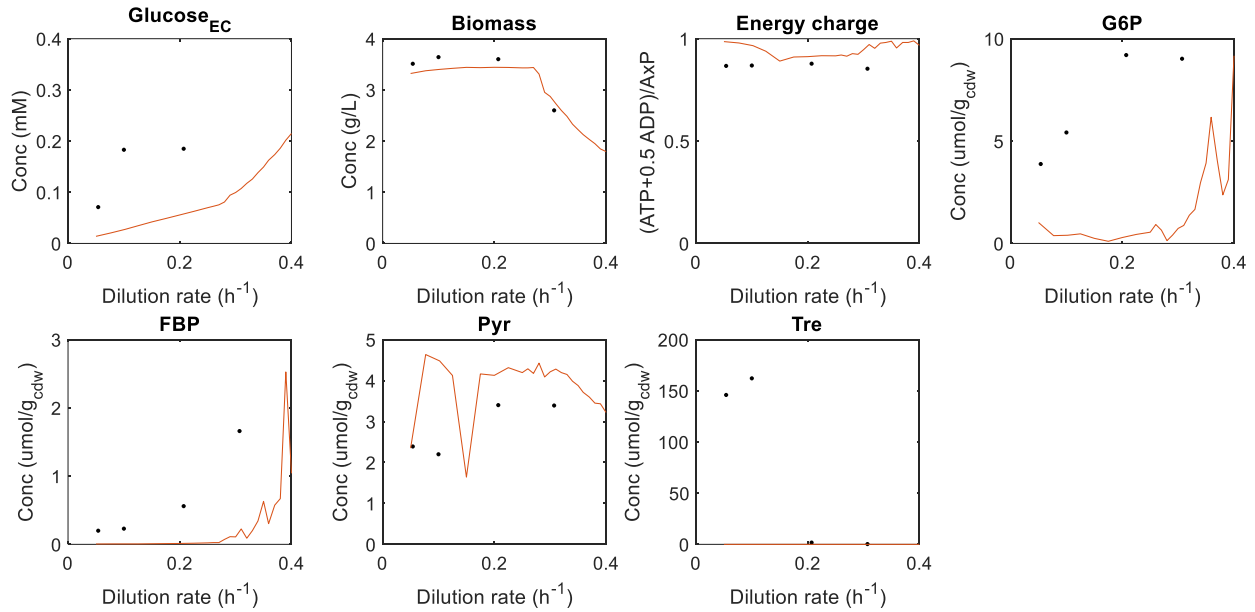 Glucose_EC
Conc (mM)
0.4
0.3
0.2
0.1
0
0
0.2
0.4
Dilution rate (h⁻¹)
Biomass
Conc (g/L)
4
3
2
1
0
0
0.2
0.4
Dilution rate (h⁻¹)
Energy charge
(ATP+0.5 ADP)/AxP
1
0.5
0
0
0.2
0.4
Dilution rate (h⁻¹)
G6P
Conc (umol/g_cdw)
10
5
0
0
0.2
0.4
Dilution rate (h⁻¹)
FBP
Conc (umol/g_cdw)
3
2
1
0
0
0.2
0.4
Dilution rate (h⁻¹)
Pyr
Conc (umol/g_cdw)
5
4
3
2
1
0
0
0.2
0.4
Dilution rate (h⁻¹)
Tre
Conc (umol/g_cdw)
200
150
100
50
0
0
0.2
0.4
Dilution rate (h⁻¹)